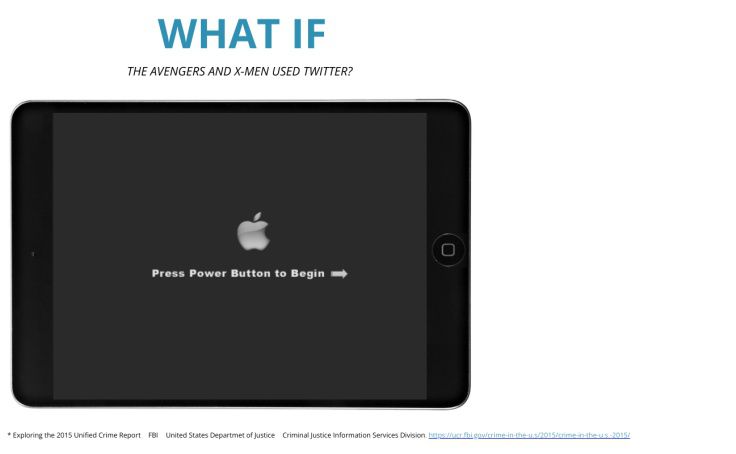 WHAT IF
THE AVENGERS AND X-MEN USED TWITTER?
Press Power Button to Begin
* Exploring the 2015 Unified Crime Report FBI United States Departmet of Justice Criminal Justice Information Services Division. https://ucr.fbi.gov/crime-in-the-u.s/2015/crime-in-the-u.s.-2015/